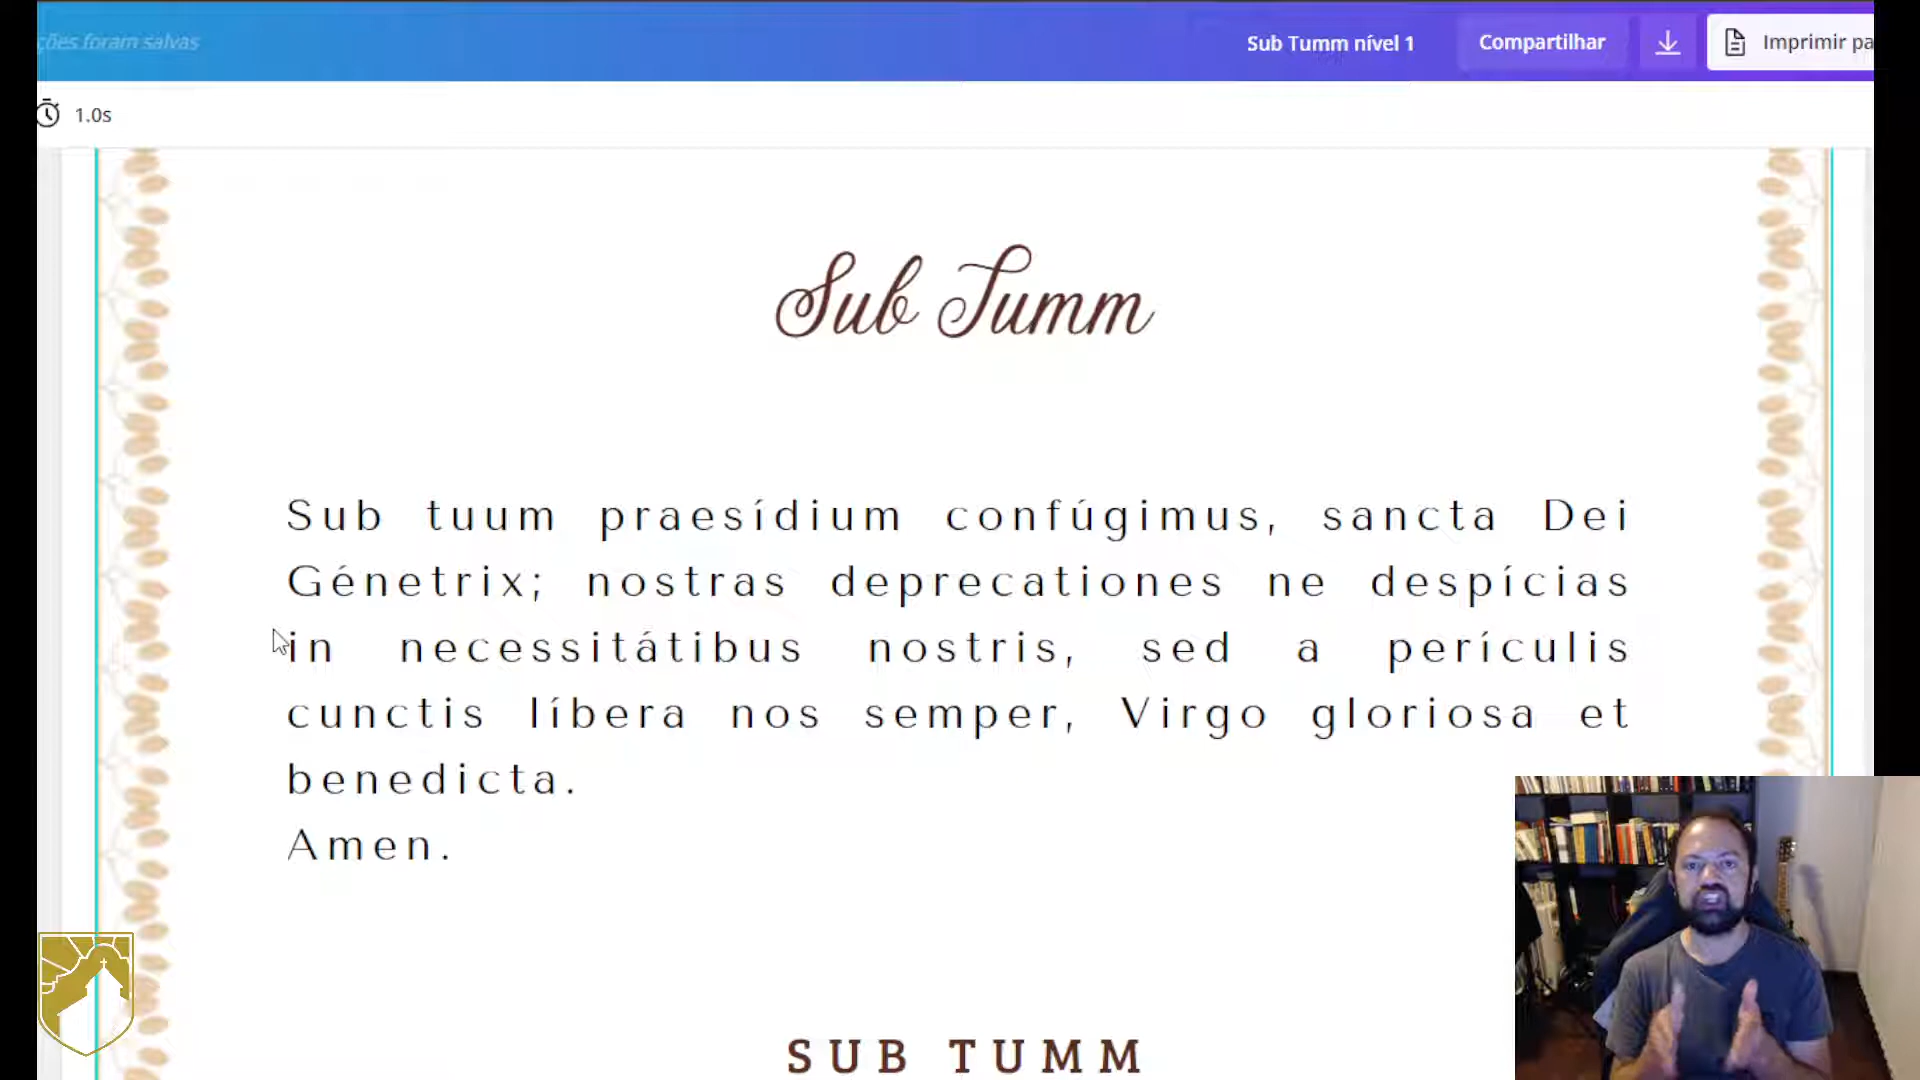 ções foram salvas
Sub Tumm nível 1
Compartilhar
Imprimir pa
1.0s
Sub Tumm
Sub tuum praesídium confúgimus, sancta Dei
Génetrix; nostras deprecationes ne despícias
in necessitátibus nostris, sed a perículis
cunctis líbera nos semper, Virgo gloriosa et
benedicta.
Amen.
SUB TUMM